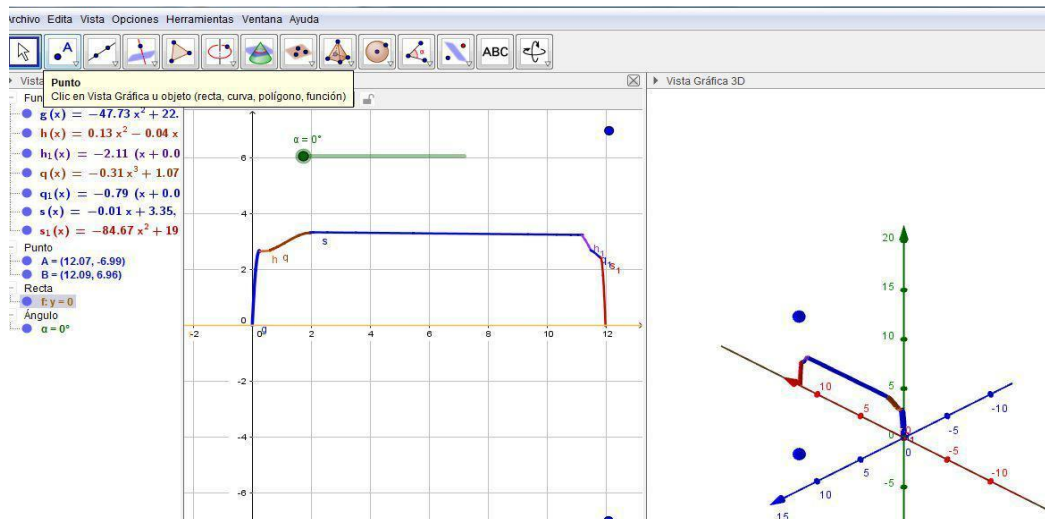 Archivo Edita Vista Opciones Herramientas Ventana Ayuda
ABC
Punto
Clic en Vista Gráfica u objeto (recta, curva, polígono, función)
Vista Gráfica 3D
g(x) = −47.73 x² + 22.
h(x) = 0.13 x² − 0.04 x
h₁(x) = −2.11 (x + 0.0
q(x) = −0.31 x³ + 1.07
q₁(x) = −0.79 (x + 0.0
s(x) = −0.01 x + 3.35,
s₁(x) = −84.67 x² + 19
Punto
A = (12.07, -6.99)
B = (12.09, 6.96)
Recta
f: y = 0
Ángulo
α = 0°
α = 0°
6
4
2
0
-2
-4
-6
-2
0
2
4
6
8
10
12
g
h
q
s
h₁
q₁
s₁
20
15
10
5
0
-5
10
5
-5
-10
0
-10
-5
5
10
15